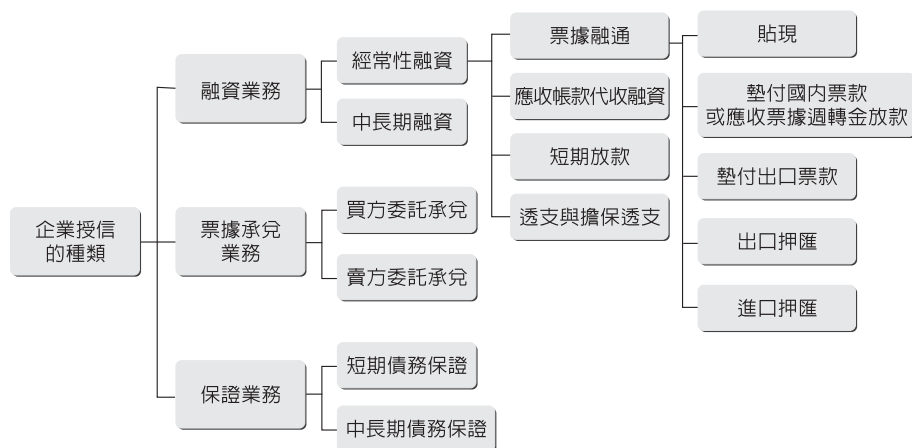 企業授信
的種類
融資業務
經常性融資
票據融通
貼現
墊付國內票款
或應收票據週轉金放款
墊付出口票款
出口押匯
進口押匯
應收帳款代收融資
短期放款
透支與擔保透支
中長期融資
票據承兌
業務
買方委託承兌
賣方委託承兌
保證業務
短期債務保證
中長期債務保證